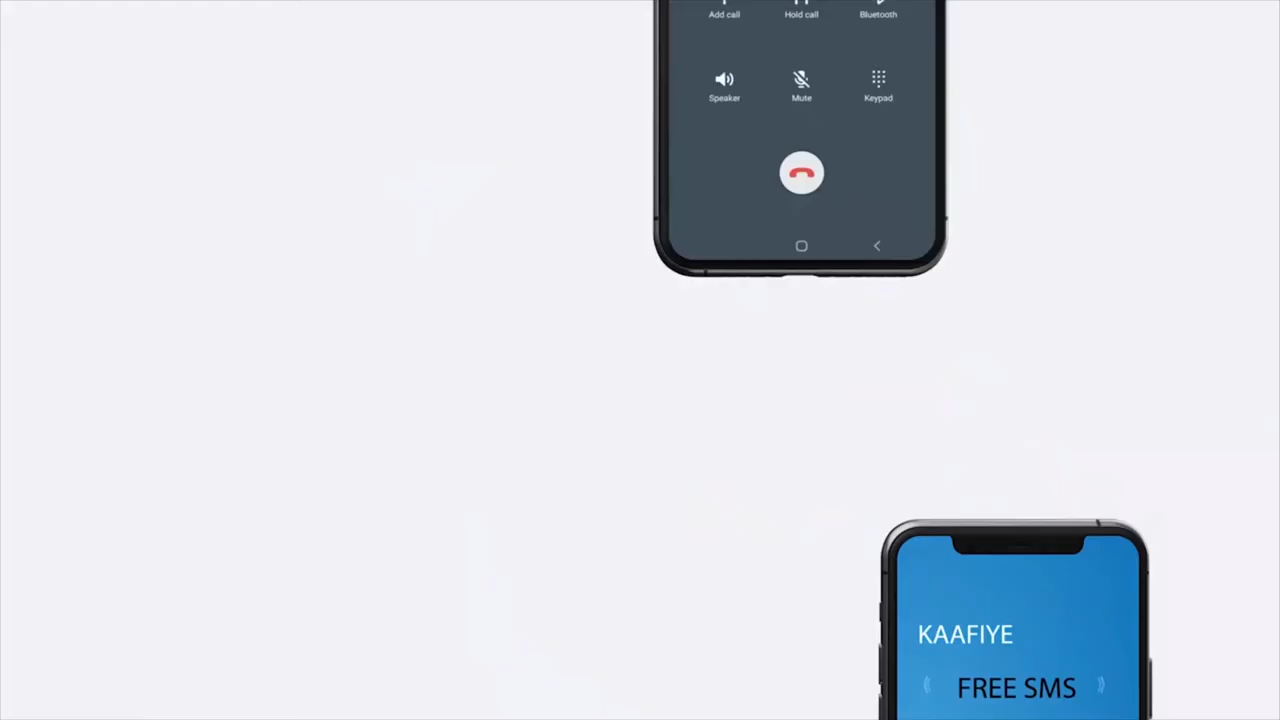 Add call Hold call Bluetooth
Speaker Mute Keypad
KAAFIYE
FREE SMS